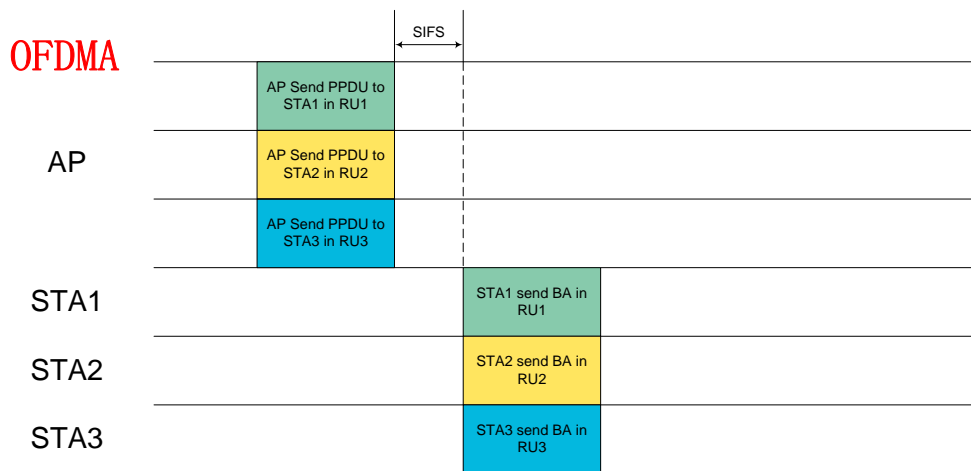 SIFS
OFDMA
AP Send PPDU to
STA1 in RU1
AP
AP Send PPDU to
STA2 in RU2
AP Send PPDU to
STA3 in RU3
STA1
STA1 send BA in
RU1
STA2
STA2 send BA in
RU2
STA3
STA3 send BA in
RU3